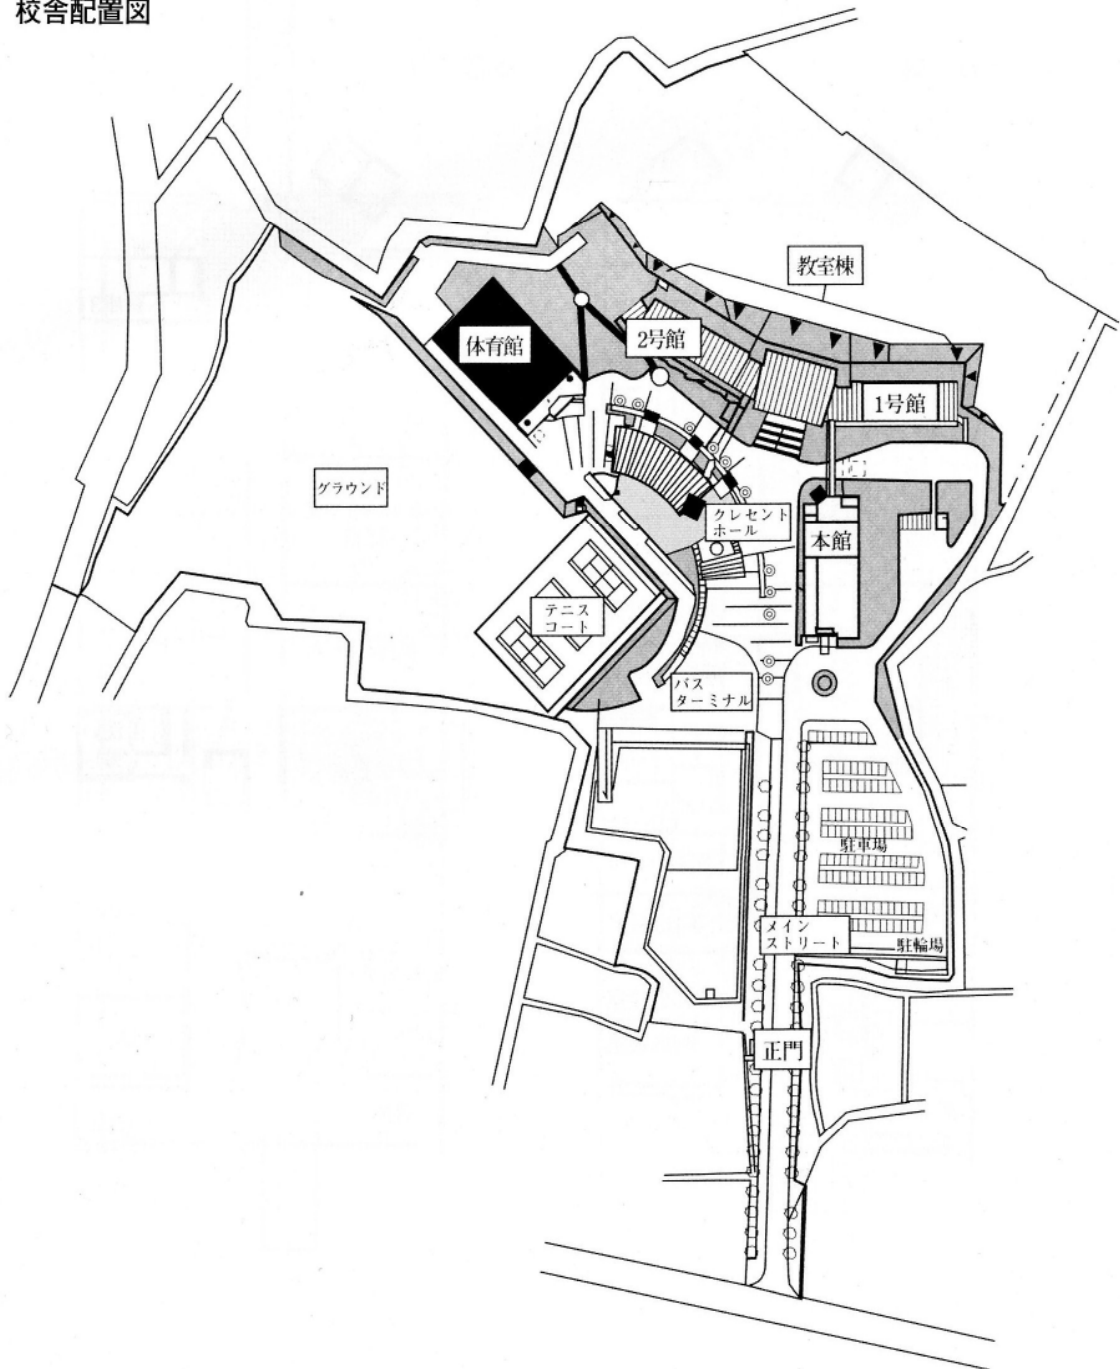 校舎配置図
教室棟
2号館
体育館
1号館
グラウンド
クレセント
ホール
本館
テニス
コート
バス
ターミナル
駐車場
メイン
ストリート
駐輪場
正門